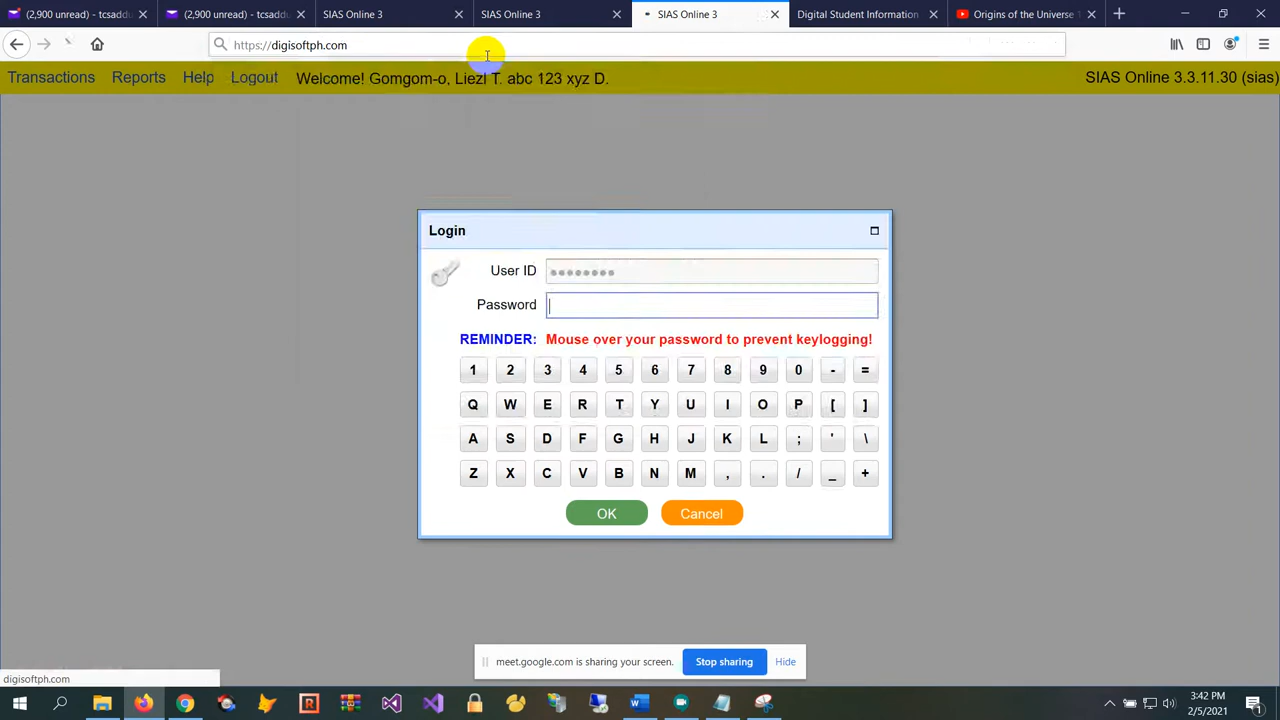 (2,900 unread) - tcsaddu
(2,900 unread) - tcsaddu
SIAS Online 3
SIAS Online 3
SIAS Online 3
Digital Student Information
Origins of the Universe
https://digisoftph.com
Transactions Reports Help Logout Welcome! Gomgom-o, Liezl T. abc 123 xyz D. SIAS Online 3.3.11.30 (sias)
Login
User ID
Password
REMINDER: Mouse over your password to prevent keylogging!
1 2 3 4 5 6 7 8 9 0 - =
Q W E R T Y U I O P [ ]
A S D F G H J K L ; ' \
Z X C V B N M , . / _ +
OK Cancel
meet.google.com is sharing your screen. Stop sharing Hide
digisoftph.com
3:42 PM
2/5/2021